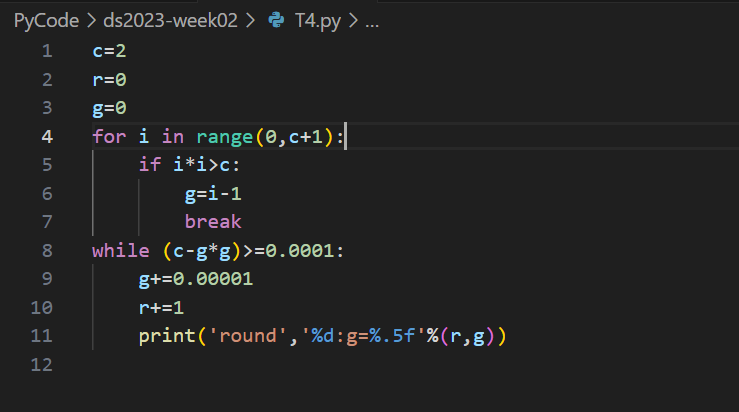 PyCode > ds2023-week02 > T4.py > ...
1 c=2
2 r=0
3 g=0
4 for i in range(0,c+1):
5     if i*i>c:
6         g=i-1
7         break
8 while (c-g*g)>=0.0001:
9     g+=0.00001
10     r+=1
11     print('round','%d:g=%.5f'%(r,g))
12